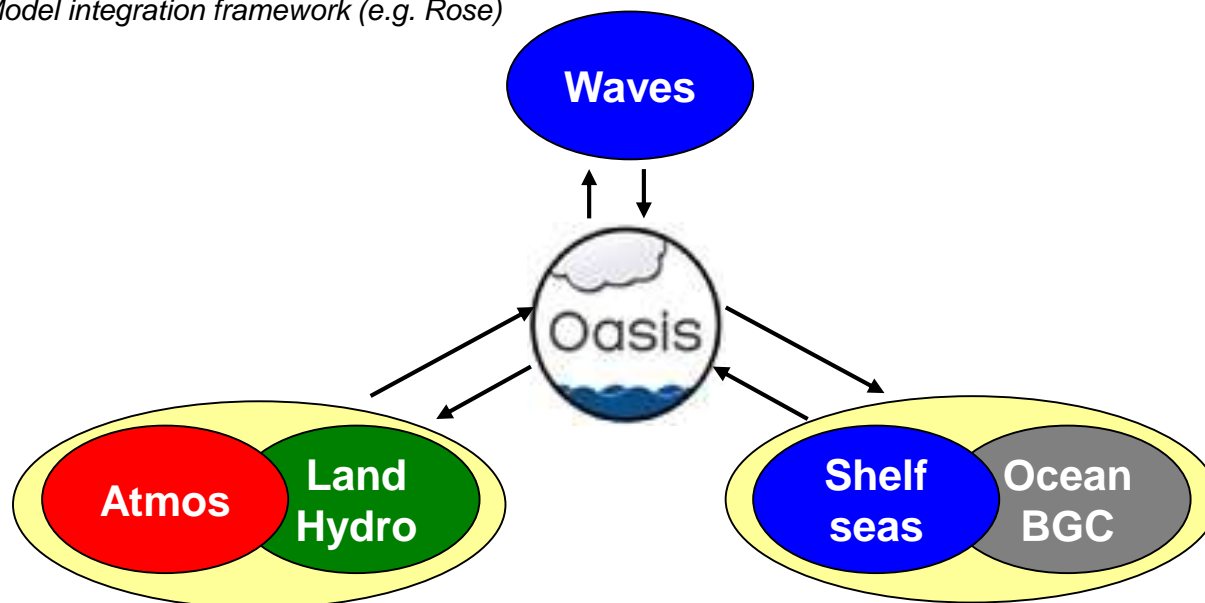 Model integration framework (e.g. Rose)
Waves
Oasis
Atmos
Land
Hydro
Shelf
seas
Ocean
BGC